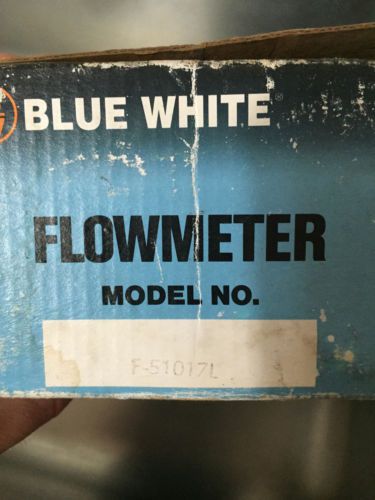 BLUE WHITE®
FLOWMETER
MODEL NO.
F-51017L